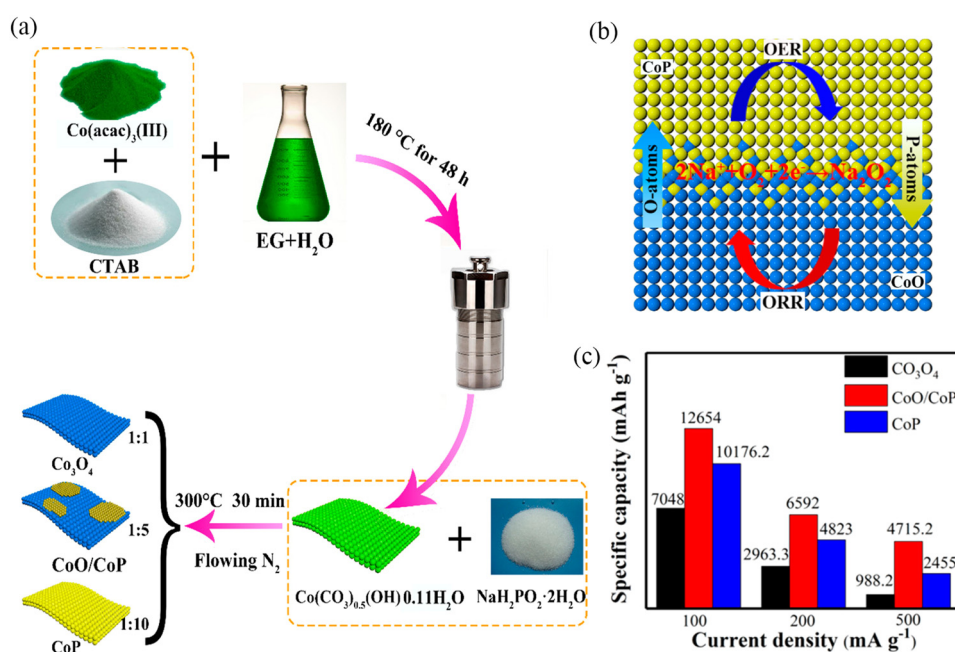 (a)
Co(acac)₃(III)
+
CTAB
+
EG+H₂O
180 °C for 48 h
Co(CO₃)₀.₅(OH) 0.11H₂O
+
NaH₂PO₂·2H₂O
300°C 30 min
Flowing N₂
1:1
Co₃O₄
1:5
CoO/CoP
1:10
CoP
(b)
OER
CoP
O-atoms
P-atoms
2Na⁺+O₂+2e⁻→Na₂O₂
CoO
ORR
(c)
Specific capacity (mAh g⁻¹)
CO₃O₄
CoO/CoP
CoP
7048
12654
10176.2
2963.3
6592
4823
988.2
4715.2
2455
100
200
500
Current density (mA g⁻¹)